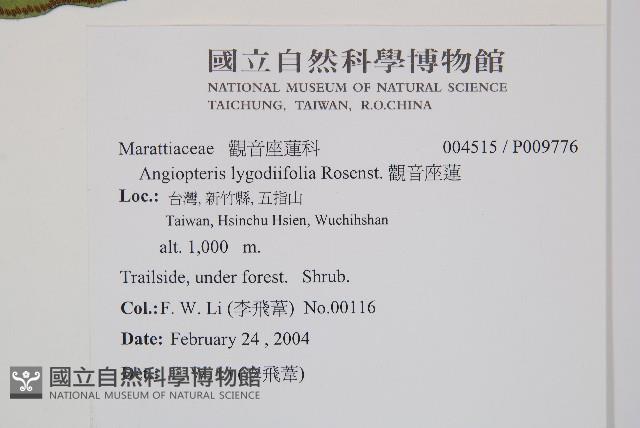 國立自然科學博物館
NATIONAL MUSEUM OF NATURAL SCIENCE
TAICHUNG, TAIWAN, R.O.CHINA
Marattiaceae 觀音座蓮科 004515 / P009776
Angiopteris lygodiifolia Rosenst. 觀音座蓮
Loc.: 台灣, 新竹縣, 五指山
Taiwan, Hsinchu Hsien, Wuchihshan
alt. 1,000 m.
Trailside, under forest. Shrub.
Col.: F. W. Li (李飛葦) No.00116
Date: February 24 , 2004
飛葦)
國立自然科學博物館
NATIONAL MUSEUM OF NATURAL SCIENCE